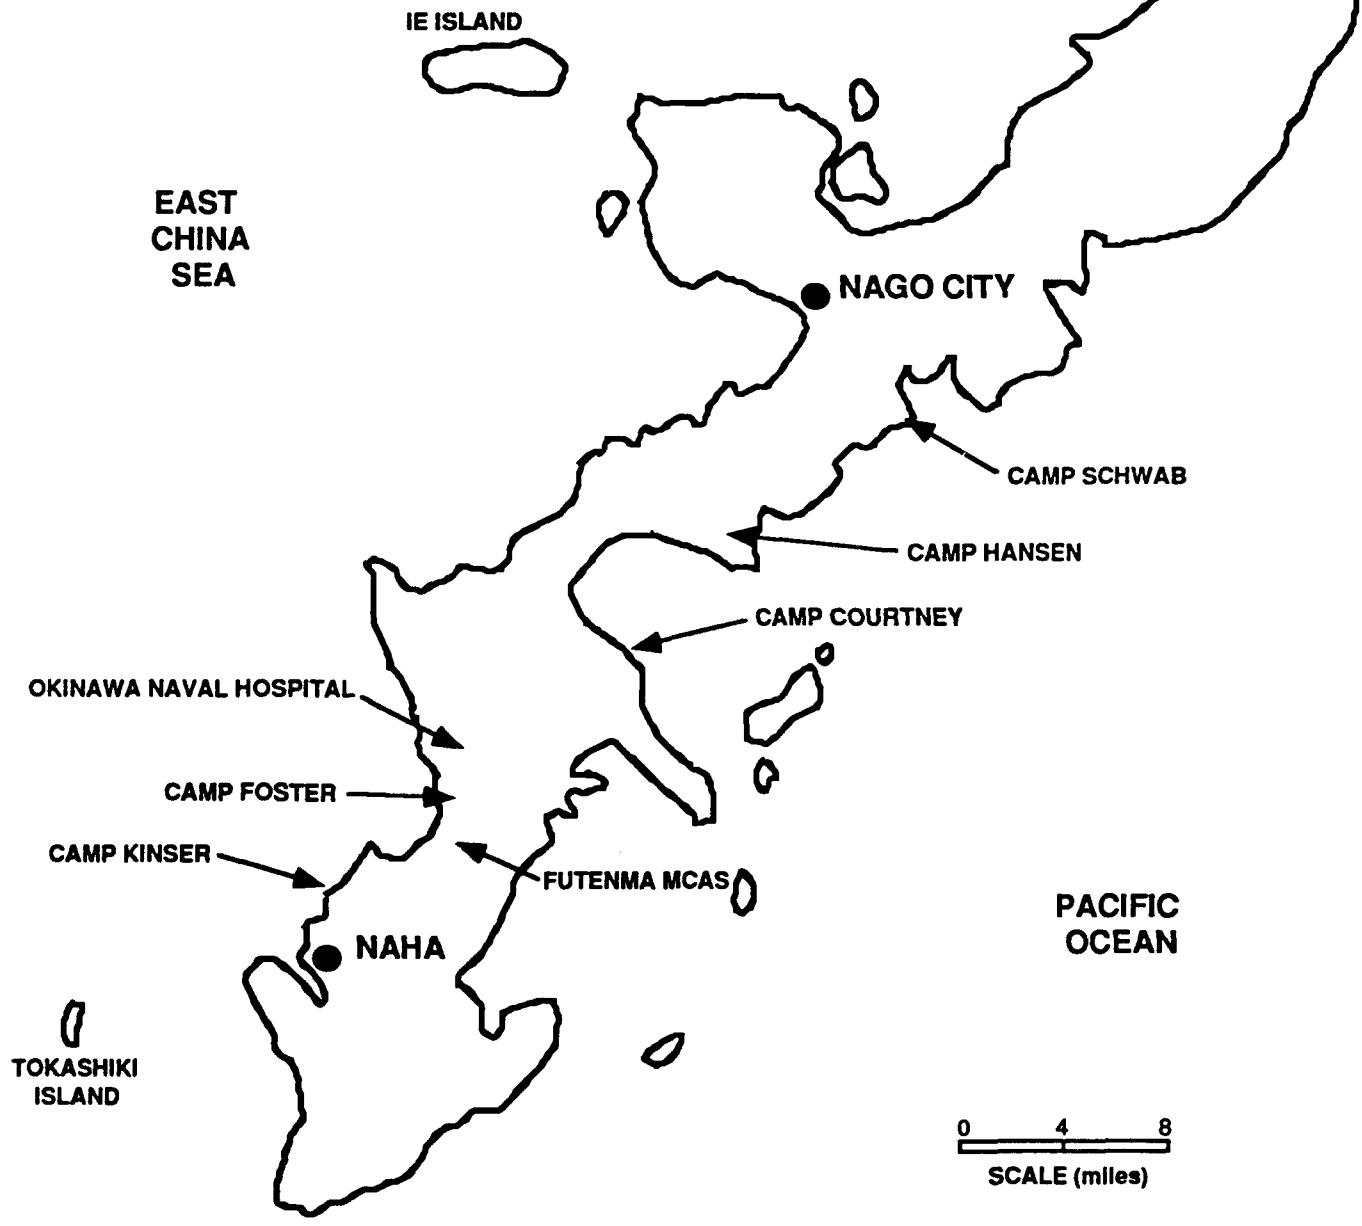 IE ISLAND
EAST
CHINA
SEA
NAGO CITY
CAMP SCHWAB
CAMP HANSEN
CAMP COURTNEY
OKINAWA NAVAL HOSPITAL
CAMP FOSTER
CAMP KINSER
FUTENMA MCAS
PACIFIC
OCEAN
NAHA
TOKASHIKI
ISLAND
0 4 8
SCALE (miles)